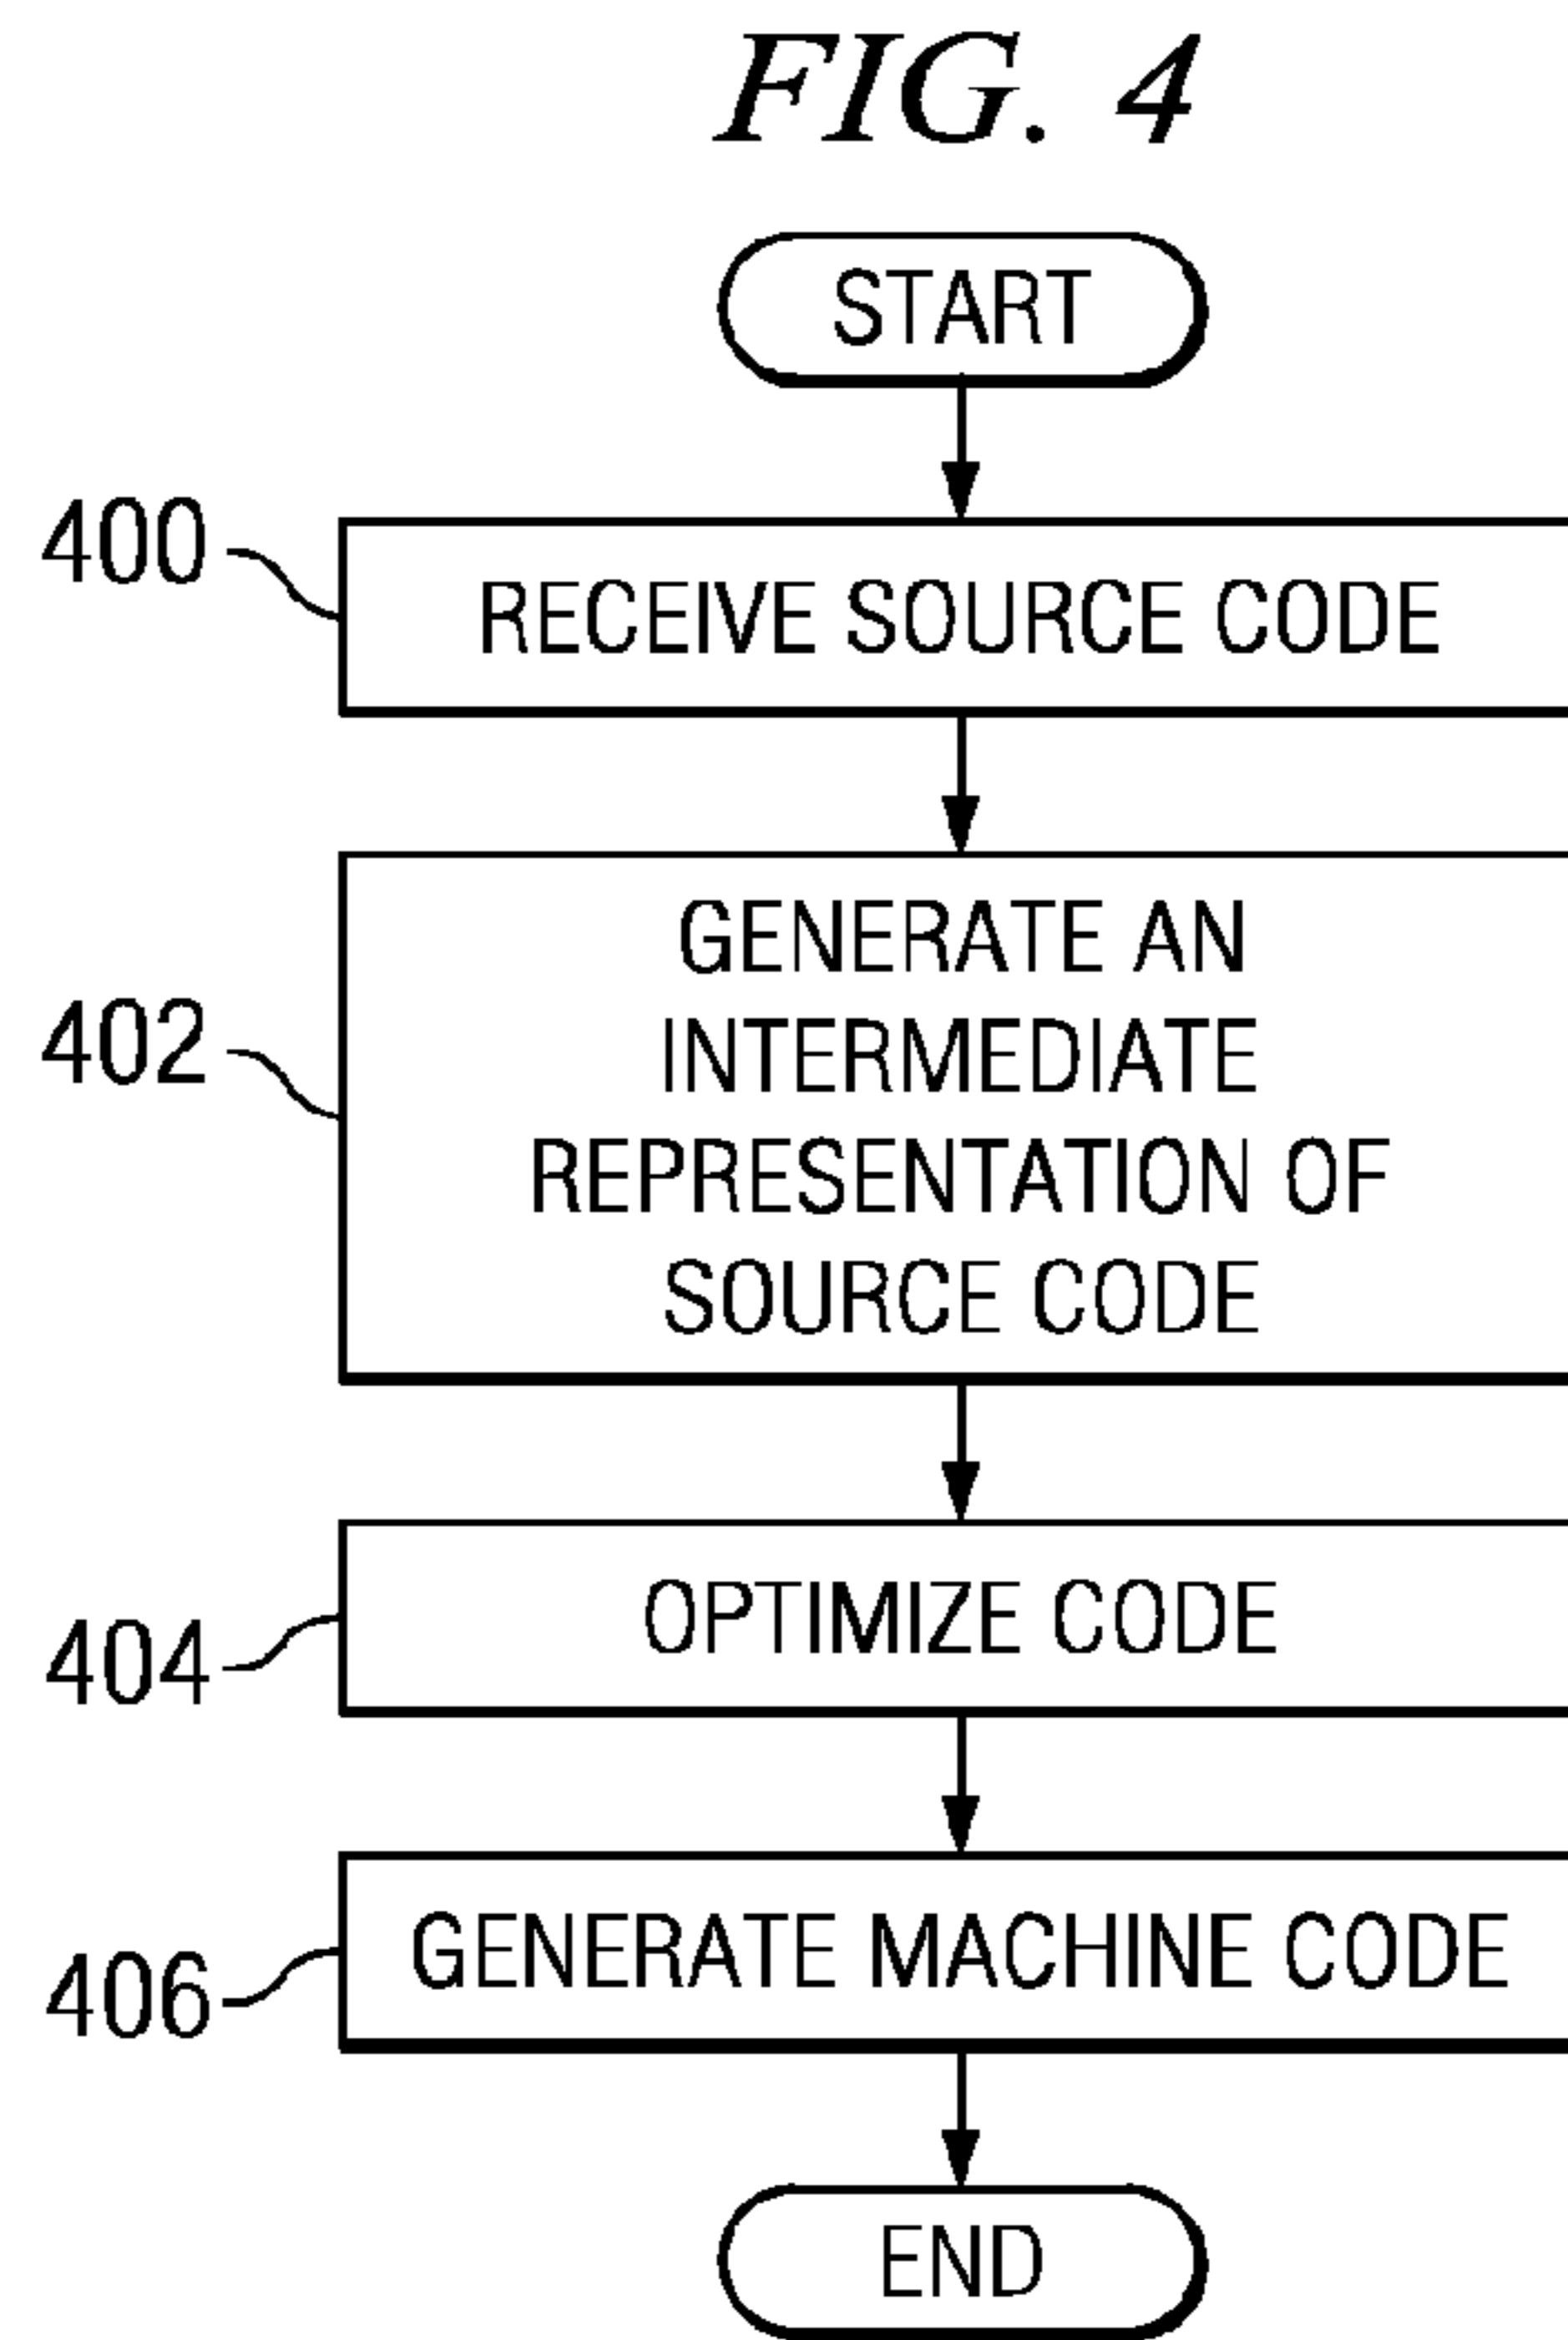 FIG. 4
START
400
RECEIVE SOURCE CODE
402
GENERATE AN
INTERMEDIATE
REPRESENTATION OF
SOURCE CODE
404
OPTIMIZE CODE
406
GENERATE MACHINE CODE
END